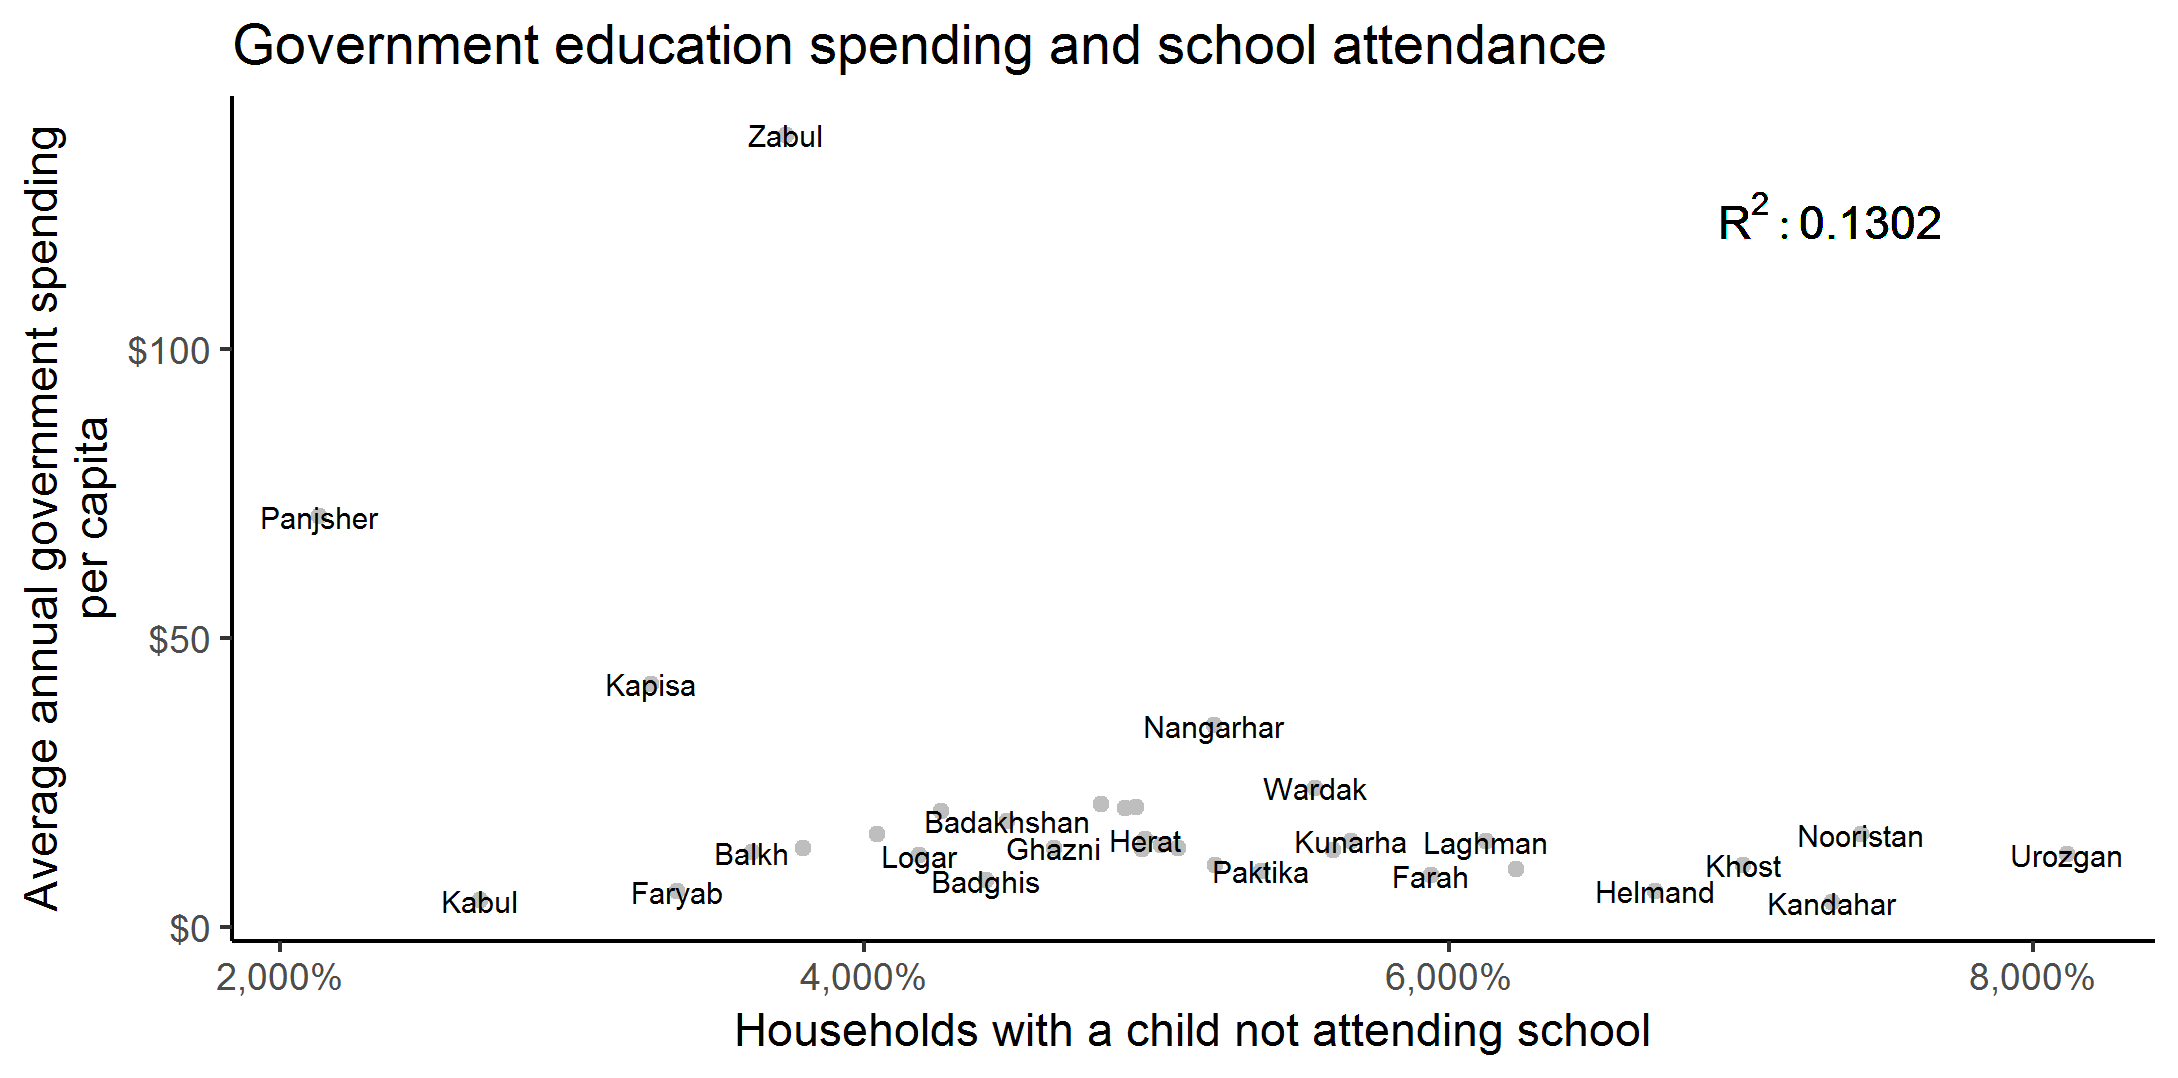 Government education spending and school attendance
Average annual government spending
per capita
$100
$50
$0
Zabul
R²:0.1302
Panjsher
Kapisa
Nangarhar
Wardak
Badakhshan
Nooristan
Herat
Kunarha
Laghman
Ghazni
Balkh
Logar
Urozgan
Khost
Paktika
Farah
Badghis
Faryab
Helmand
Kabul
Kandahar
2,000%
4,000%
6,000%
8,000%
Households with a child not attending school